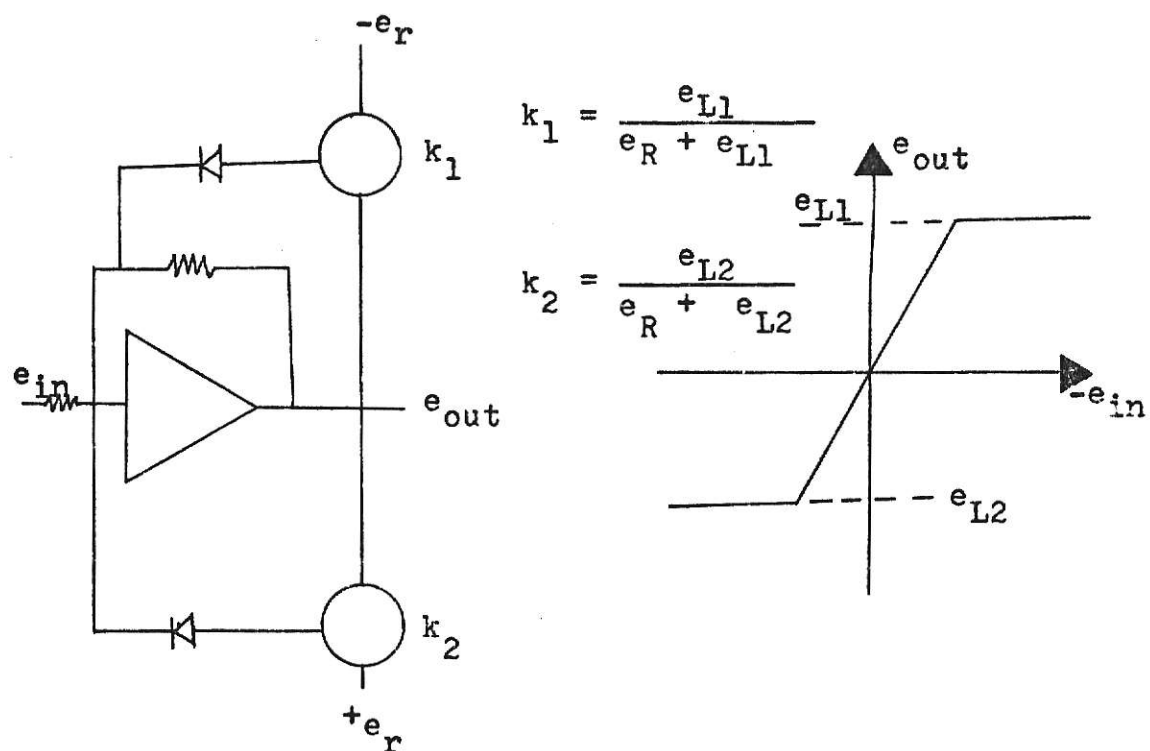 -e_r
k_1
e_in
e_out
k_2
+e_r
k_1 = e_L1 / (e_R + e_L1)
k_2 = e_L2 / (e_R + e_L2)
e_out
e_L1
-e_in
e_L2